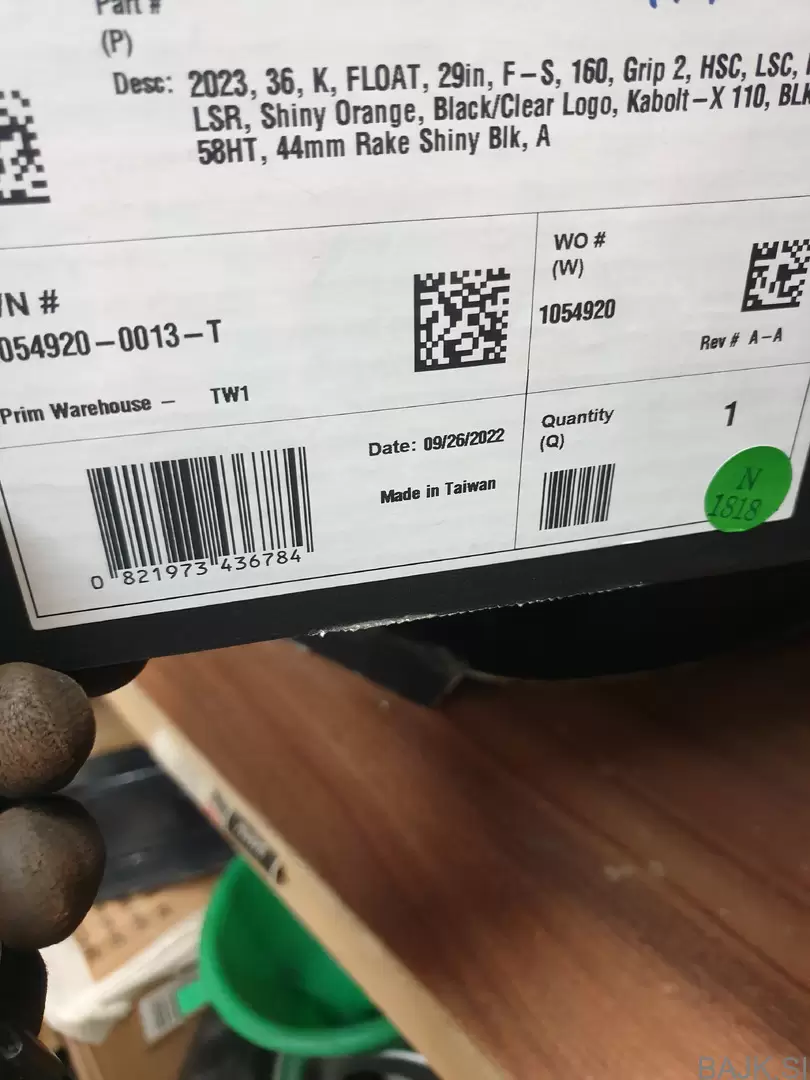 Part #
(P)
Desc: 2023, 36, K, FLOAT, 29in, F-S, 160, Grip 2, HSC, LSC,
LSR, Shiny Orange, Black/Clear Logo, Kabolt-X 110, BLK
58HT, 44mm Rake Shiny Blk, A
/N #
054920-0013-T
Prim Warehouse - TW1
WO #
(W)
1054920
Rev # A-A
Date: 09/26/2022
Made in Taiwan
Quantity
(Q)
1
N
1818
0 821973 436784
BAJK.SI